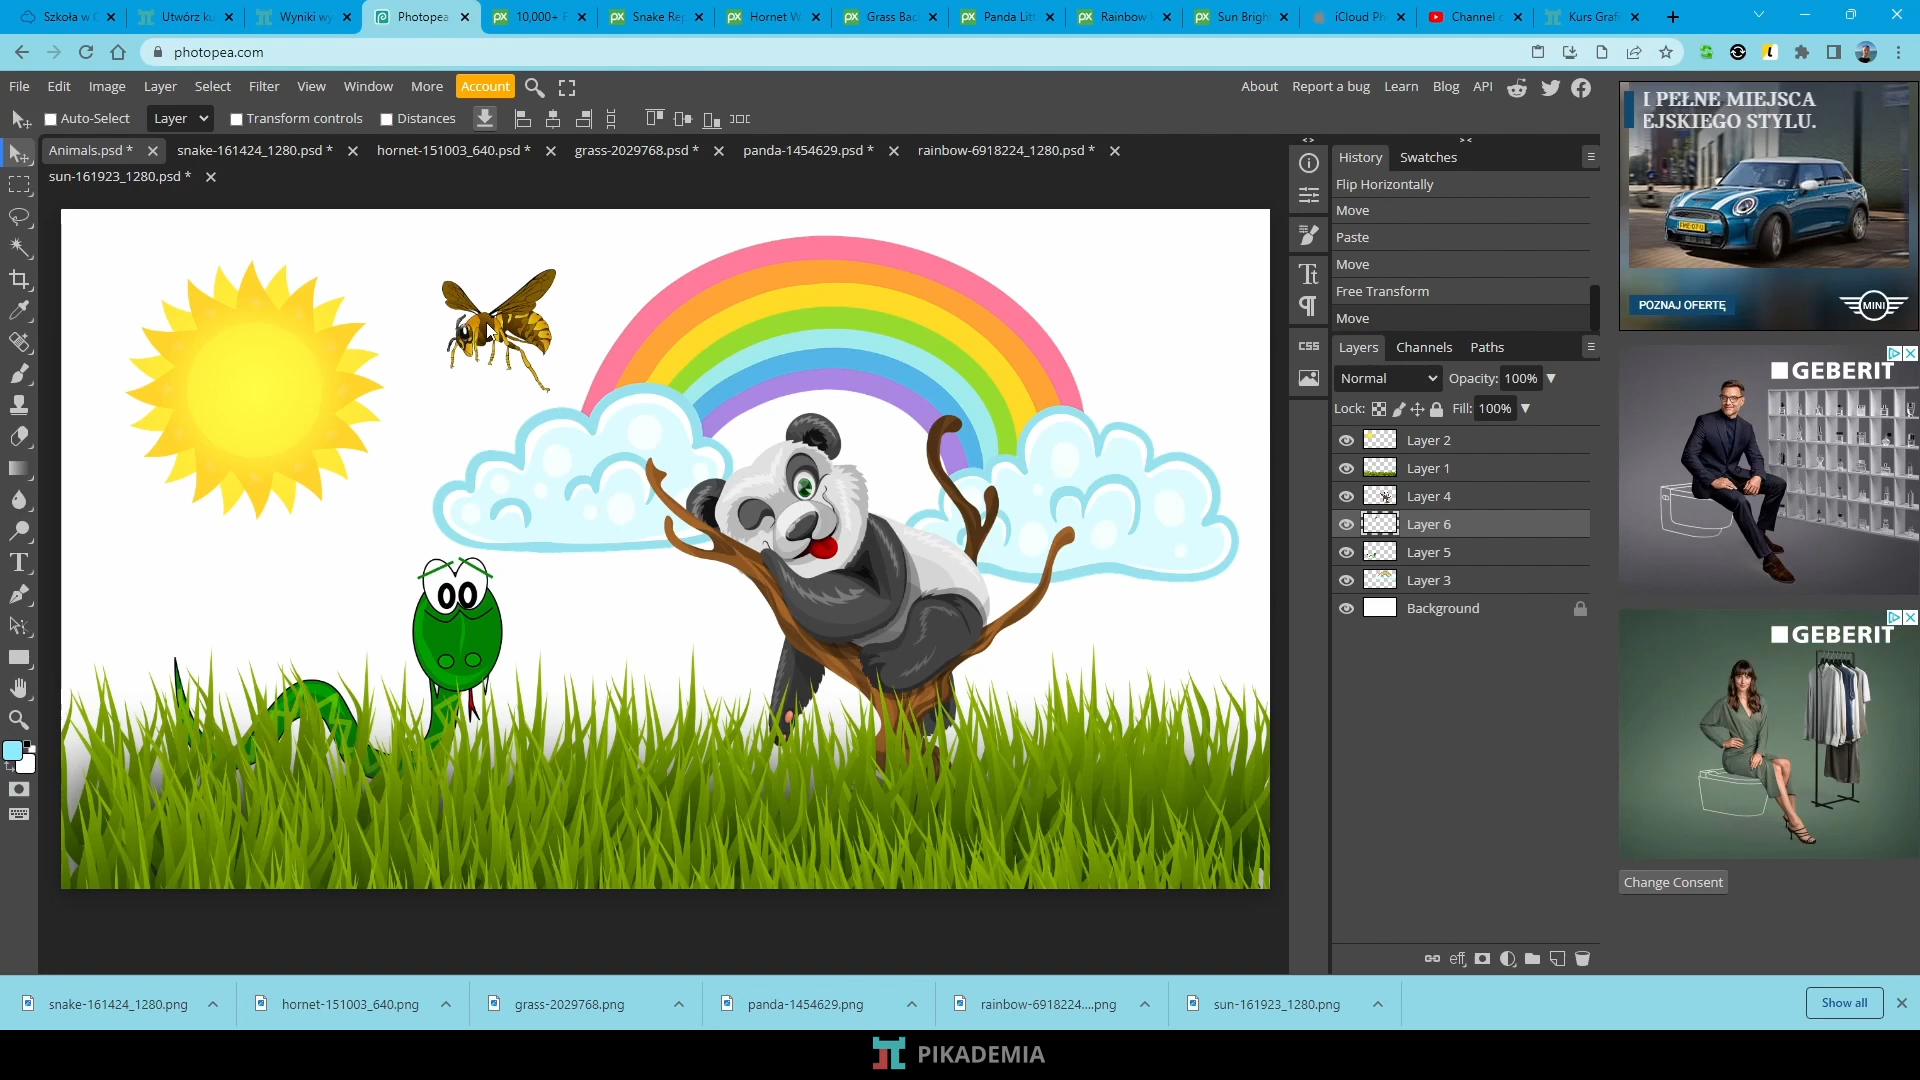 Szkoła w C
Utwórz ku
Wyniki wy
Photopea
10,000+ F
Snake Rep
Hornet W
Grass Bac
Panda Litt
Rainbow
Sun Brigh
iCloud Ph
Channel c
Kurs Grafi
photopea.com
File Edit Image Layer Select Filter View Window More Account
About Report a bug Learn Blog API
Auto-Select Layer Transform controls Distances
Animals.psd * snake-161424_1280.psd * hornet-151003_640.psd * grass-2029768.psd * panda-1454629.psd * rainbow-6918224_1280.psd *
sun-161923_1280.psd *
History Swatches
Flip Horizontally
Move
Paste
Move
Free Transform
Move
CSS
Layers Channels Paths
Normal Opacity: 100%
Lock: Fill: 100%
Layer 2
Layer 1
Layer 4
Layer 6
Layer 5
Layer 3
Background
eff
I PEŁNE MIEJSCA
EJSKIEGO STYLU.
POZNAJ OFERTĘ
MINI
GEBERIT
GEBERIT
Change Consent
snake-161424_1280.png
hornet-151003_640.png
grass-2029768.png
panda-1454629.png
rainbow-6918224....png
sun-161923_1280.png
Show all
PIKADEMIA